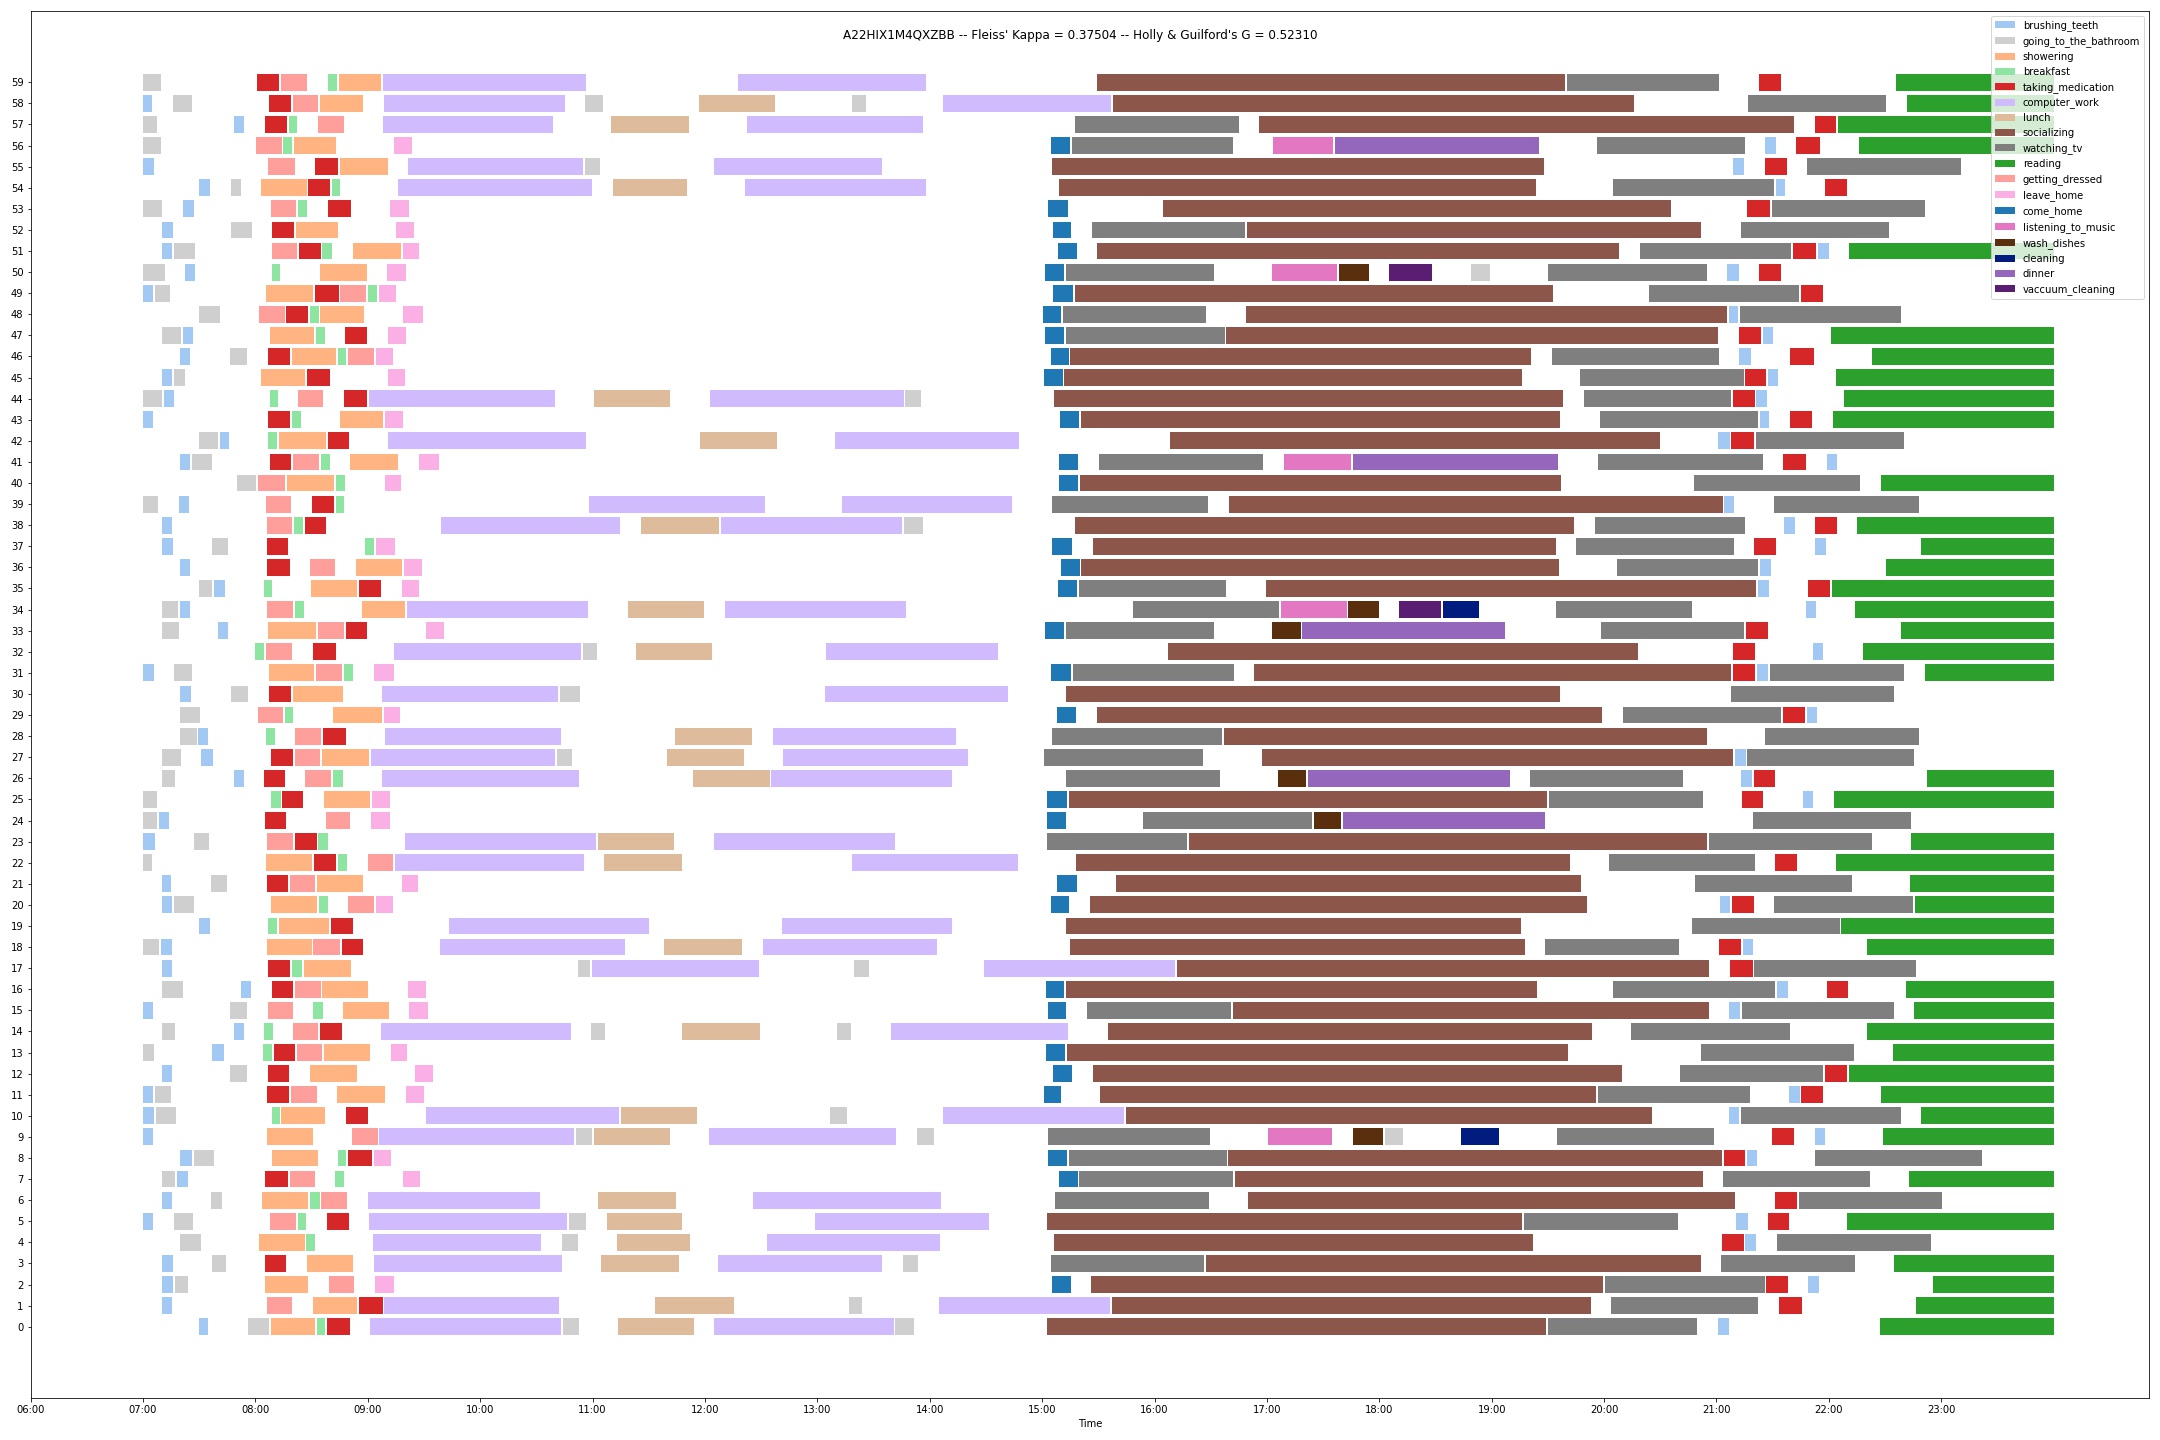 A22HIX1M4QXZBB -- Fleiss' Kappa = 0.37504 -- Holly & Guilford's G = 0.52310
brushing_teeth
going_to_the_bathroom
showering
breakfast
taking_medication
computer_work
lunch
socializing
watching_tv
reading
getting_dressed
leave_home
come_home
listening_to_music
wash_dishes
cleaning
dinner
vaccuum_cleaning
59
58
57
56
55
54
53
52
51
50
49
48
47
46
45
44
43
42
41
40
39
38
37
36
35
34
33
32
31
30
29
28
27
26
25
24
23
22
21
20
19
18
17
16
15
14
13
12
11
10
9
8
7
6
5
4
3
2
1
0
06:00 07:00 08:00 09:00 10:00 11:00 12:00 13:00 14:00 15:00 16:00 17:00 18:00 19:00 20:00 21:00 22:00 23:00
Time